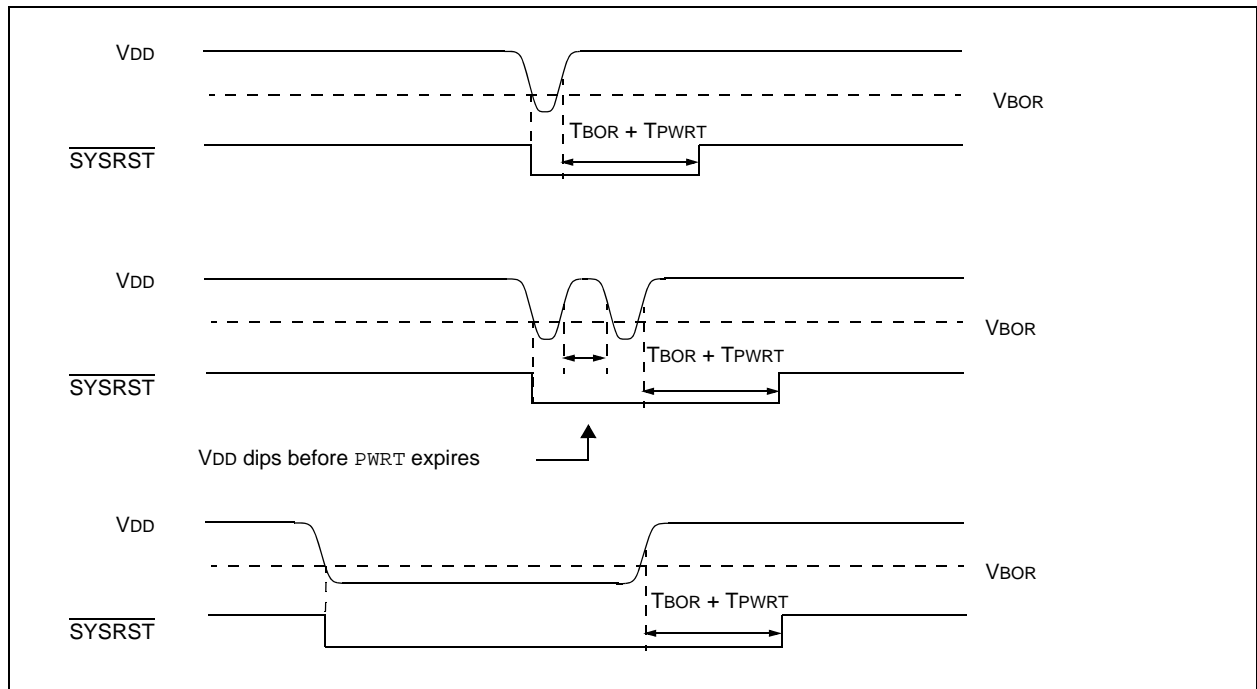 VDD
VBOR
TBOR + TPWRT
SYSRST
VDD
VBOR
TBOR + TPWRT
SYSRST
VDD dips before PWRT expires
VDD
VBOR
TBOR + TPWRT
SYSRST